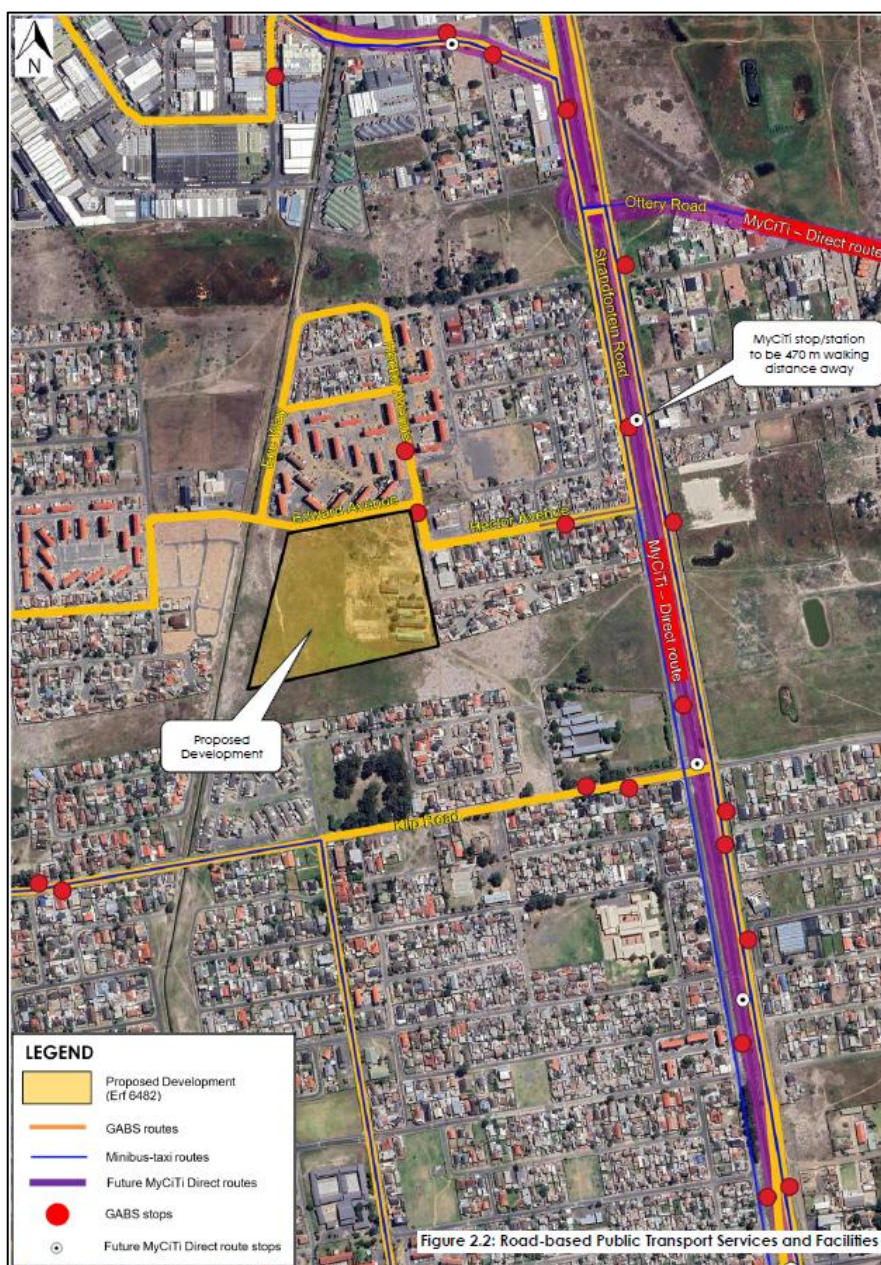 N
Ottery Road
MyCiTi – Direct route
Strandfontein Road
MyCiTi stop/station
to be 470 m walking
distance away
Hector Avenue
Edward Avenue
Hector Avenue
MyCiTi – Direct route
Proposed
Development
Klip Road
LEGEND
Proposed Development
(Erf 6482)
GABS routes
Minibus-taxi routes
Future MyCiTi Direct routes
GABS stops
Future MyCiTi Direct route stops
Figure 2.2: Road-based Public Transport Services and Facilities